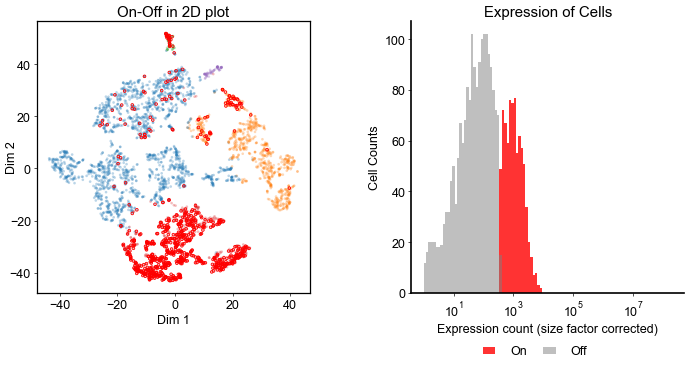 On-Off in 2D plot
Dim 2
40
20
0
−20
−40
−40 −20 0 20 40
Dim 1
Expression of Cells
Cell Counts
100
80
60
40
20
0
10^1 10^3 10^5 10^7
Expression count (size factor corrected)
On Off